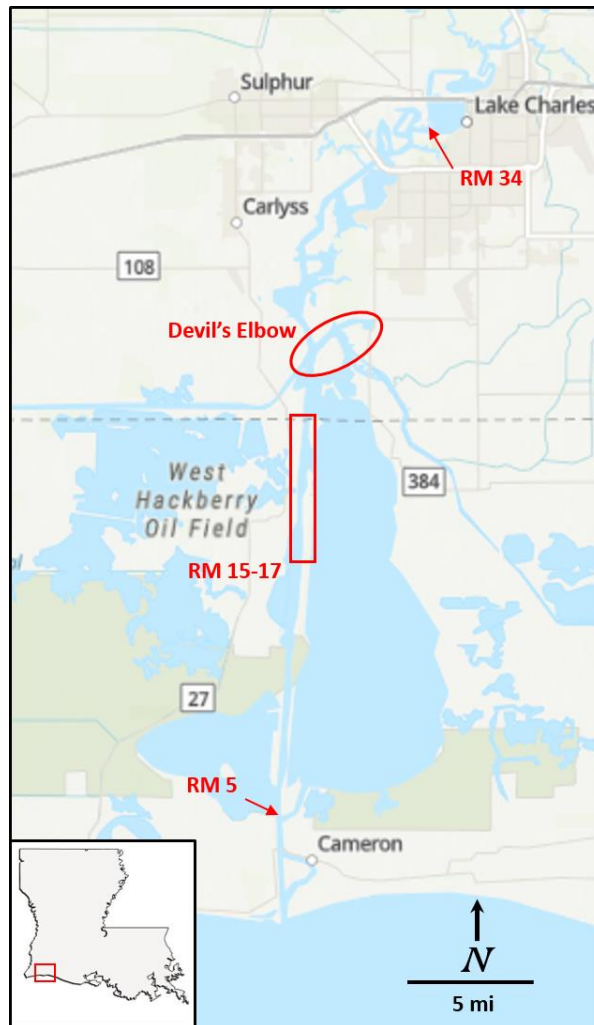 Sulphur
Lake Charles
RM 34
Carlyss
108
Devil's Elbow
West
Hackberry
Oil Field
384
RM 15-17
27
RM 5
Cameron
N
5 mi